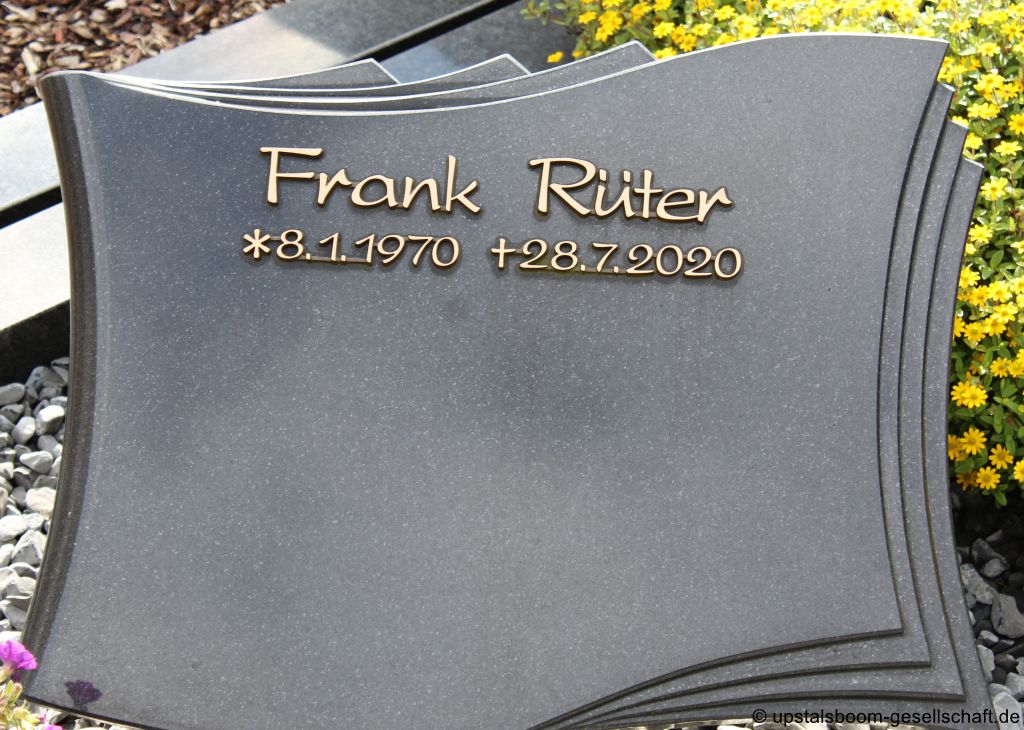 Frank Rüter
*8.1.1970 †28.7.2020
© upstalsboom-gesellschaft.de